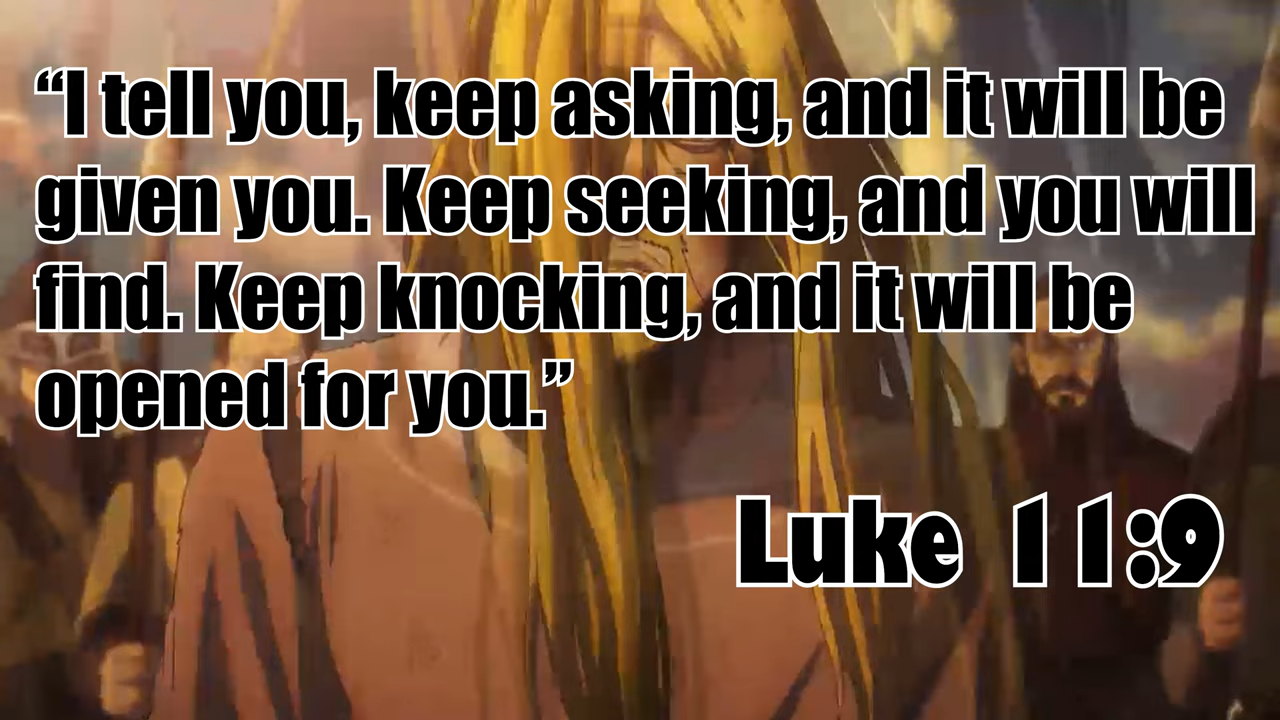 “I tell you, keep asking, and it will be
given you. Keep seeking, and you will
find. Keep knocking, and it will be
opened for you.”
Luke 11:9